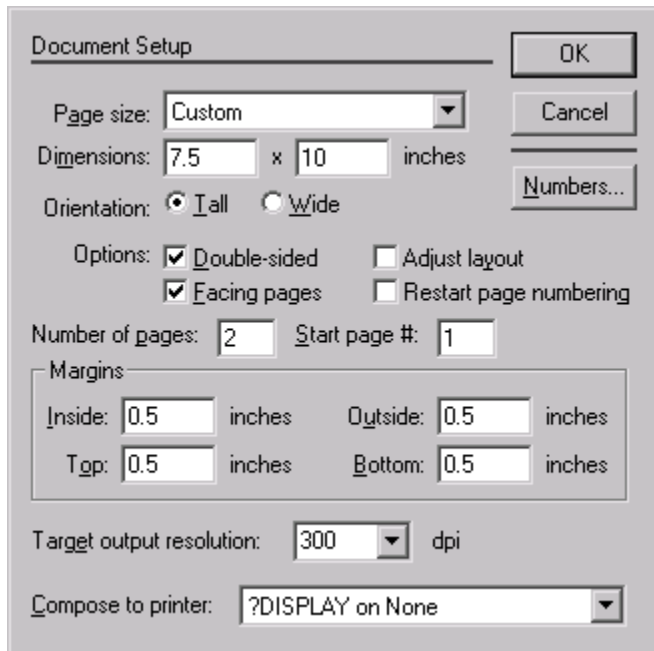 Document Setup
OK
Page size: Custom
Cancel
Dimensions: 7.5 x 10 inches
Numbers...
Orientation: Tall Wide
Options: Double-sided Adjust layout
Facing pages Restart page numbering
Number of pages: 2 Start page #: 1
Margins
Inside: 0.5 inches Outside: 0.5 inches
Top: 0.5 inches Bottom: 0.5 inches
Target output resolution: 300 dpi
Compose to printer: ?DISPLAY on None